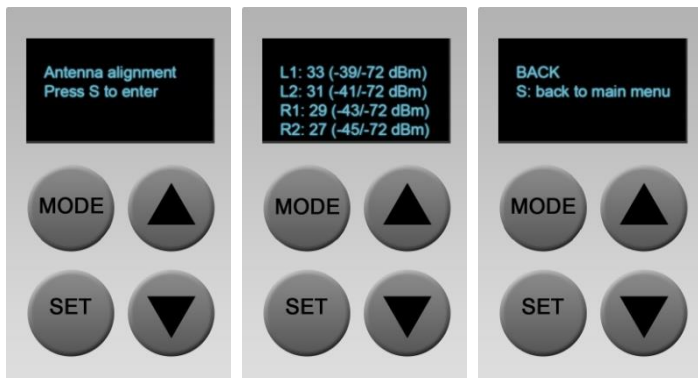 Antenna alignment
Press S to enter
MODE
SET
L1: 33 (-39/-72 dBm)
L2: 31 (-41/-72 dBm)
R1: 29 (-43/-72 dBm)
R2: 27 (-45/-72 dBm)
MODE
SET
BACK
S: back to main menu
MODE
SET